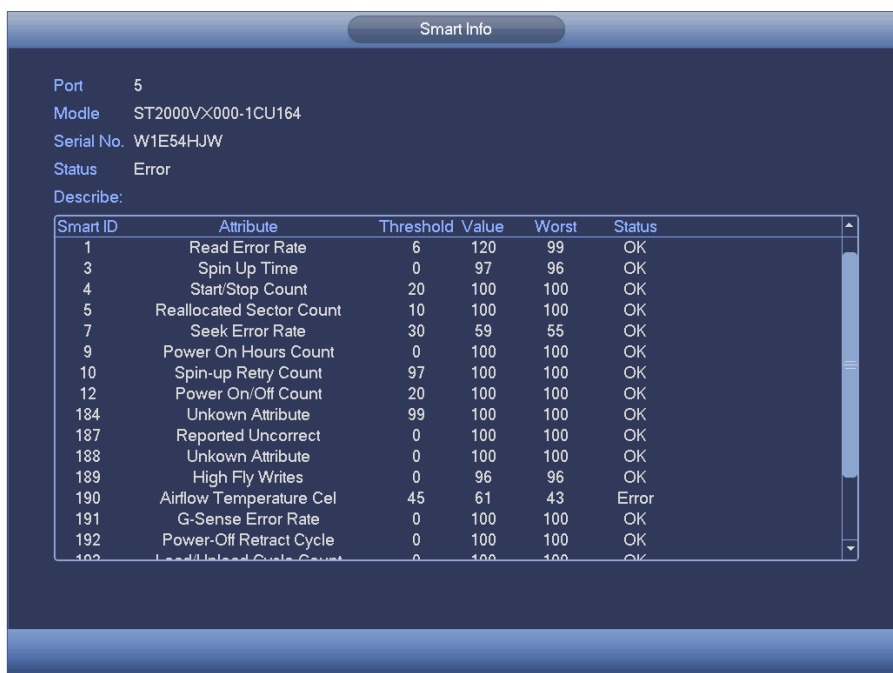 Smart Info
Port 5
Modle ST2000VX000-1CU164
Serial No. W1E54HJW
Status Error
Describe:
Smart ID Attribute Threshold Value Worst Status
1 Read Error Rate 6 120 99 OK
3 Spin Up Time 0 97 96 OK
4 Start/Stop Count 20 100 100 OK
5 Reallocated Sector Count 10 100 100 OK
7 Seek Error Rate 30 59 55 OK
9 Power On Hours Count 0 100 100 OK
10 Spin-up Retry Count 97 100 100 OK
12 Power On/Off Count 20 100 100 OK
184 Unkown Attribute 99 100 100 OK
187 Reported Uncorrect 0 100 100 OK
188 Unkown Attribute 0 100 100 OK
189 High Fly Writes 0 96 96 OK
190 Airflow Temperature Cel 45 61 43 Error
191 G-Sense Error Rate 0 100 100 OK
192 Power-Off Retract Cycle 0 100 100 OK